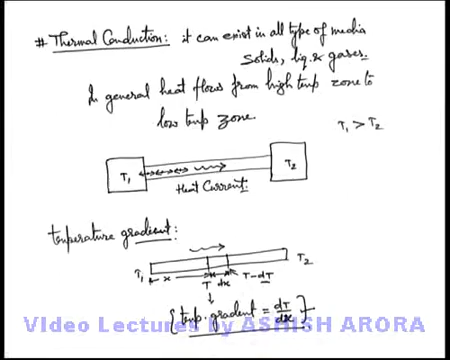 # Thermal Conduction: it can exist in all type of media
solids, liq. & gases.
In general heat flows from high temp zone to
low temp zone.
T₁ > T₂
T₁
T₂
Heat Current.
temperature gradient:
T₁
x
T
dx
T-dT
T₂
{temp. gradient = dT/dx}
Video Lectures by ASHISH ARORA